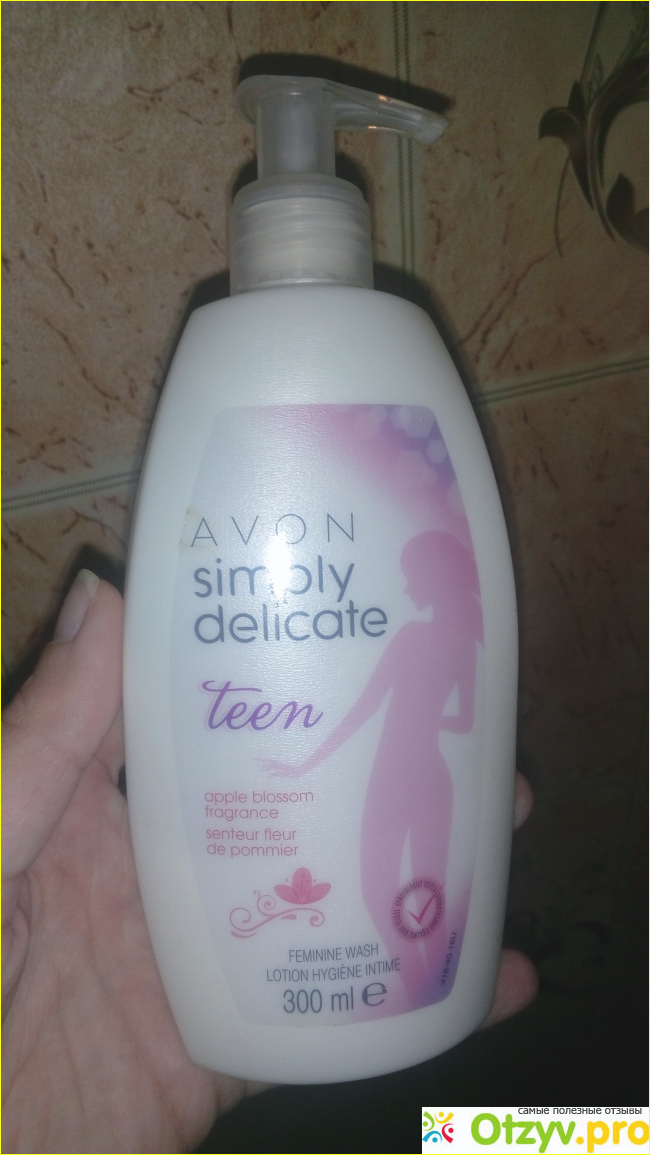 AVON
simply
delicate
teen
apple blossom
fragrance
senteur fleur
de pommier
FEMININE WASH
LOTION HYGIÈNE INTIME
300 ml e
самые полезные отзывы
Otzyv.pro